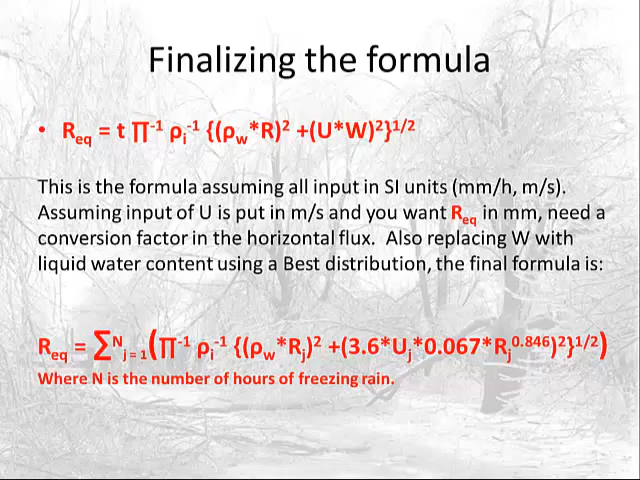 Finalizing the formula
• Req = t ∏⁻¹ ρi⁻¹ {(ρw*R)² +(U*W)²}¹/²
This is the formula assuming all input in SI units (mm/h, m/s).
Assuming input of U is put in m/s and you want Req in mm, need a
conversion factor in the horizontal flux.  Also replacing W with
liquid water content using a Best distribution, the final formula is:
Req = ∑ᴺj = 1(∏⁻¹ ρi⁻¹ {(ρw*Rj)² +(3.6*Uj*0.067*Rj⁰·⁸⁴⁶)²}¹/²)
Where N is the number of hours of freezing rain.